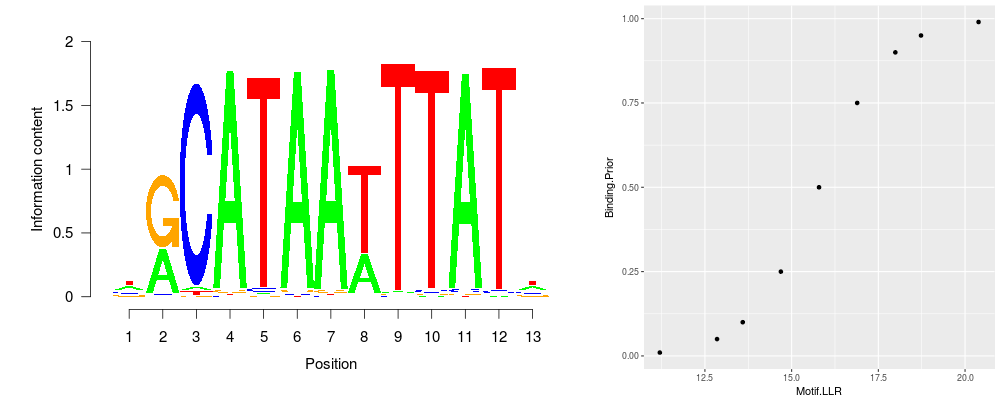 2
1.5
1
0.5
0
Information content
G
A
C
A
T
A
A
T
A
T
T
A
T
1 2 3 4 5 6 7 8 9 10 11 12 13
Position
1.00
0.75
0.50
0.25
0.00
Binding.Prior
12.5 15.0 17.5 20.0
Motif.LLR